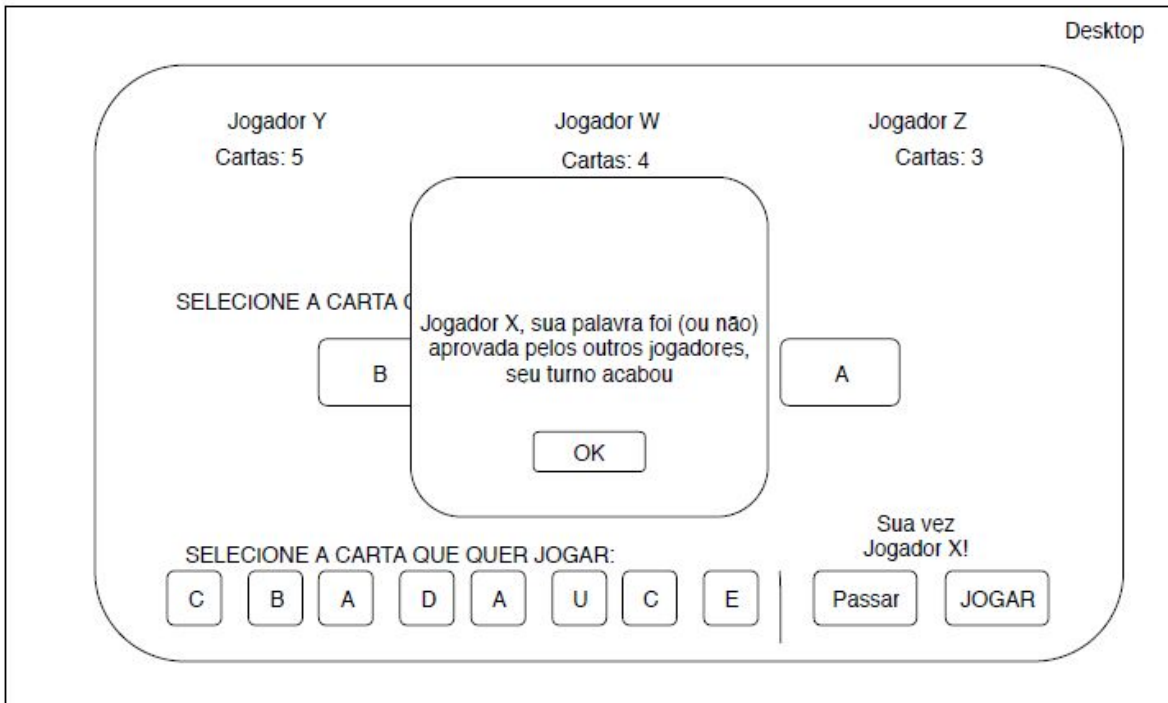 Desktop
Jogador Y
Jogador W
Jogador Z
Cartas: 5
Cartas: 4
Cartas: 3
SELECIONE A CARTA
Jogador X, sua palavra foi (ou não)
aprovada pelos outros jogadores,
seu turno acabou
B
A
OK
Sua vez
Jogador X!
SELECIONE A CARTA QUE QUER JOGAR:
C B A D A U C E
Passar
JOGAR